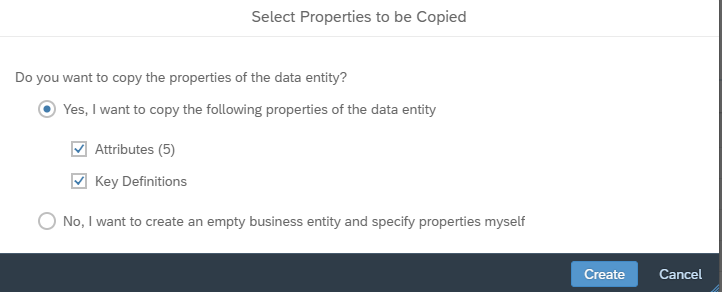 Select Properties to be Copied
Do you want to copy the properties of the data entity?
Yes, I want to copy the following properties of the data entity
Attributes (5)
Key Definitions
No, I want to create an empty business entity and specify properties myself
Create Cancel